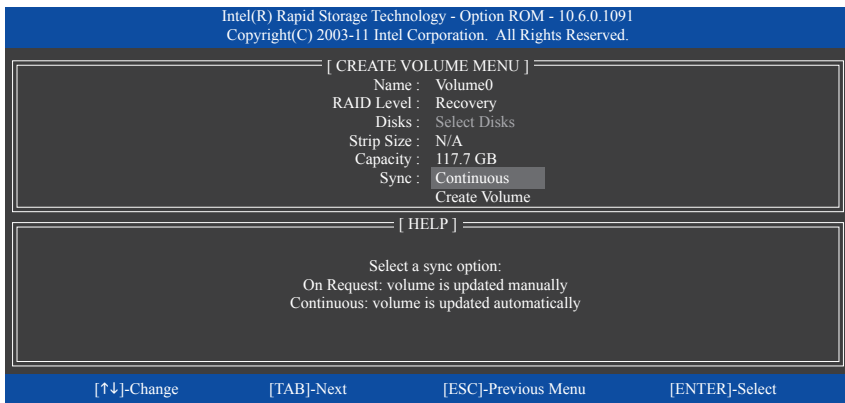 Intel(R) Rapid Storage Technology - Option ROM - 10.6.0.1091
Copyright(C) 2003-11 Intel Corporation. All Rights Reserved.
[ CREATE VOLUME MENU ]
Name : Volume0
RAID Level : Recovery
Disks : Select Disks
Strip Size : N/A
Capacity : 117.7 GB
Sync : Continuous
Create Volume
[ HELP ]
Select a sync option:
On Request: volume is updated manually
Continuous: volume is updated automatically
[↑↓]-Change [TAB]-Next [ESC]-Previous Menu [ENTER]-Select